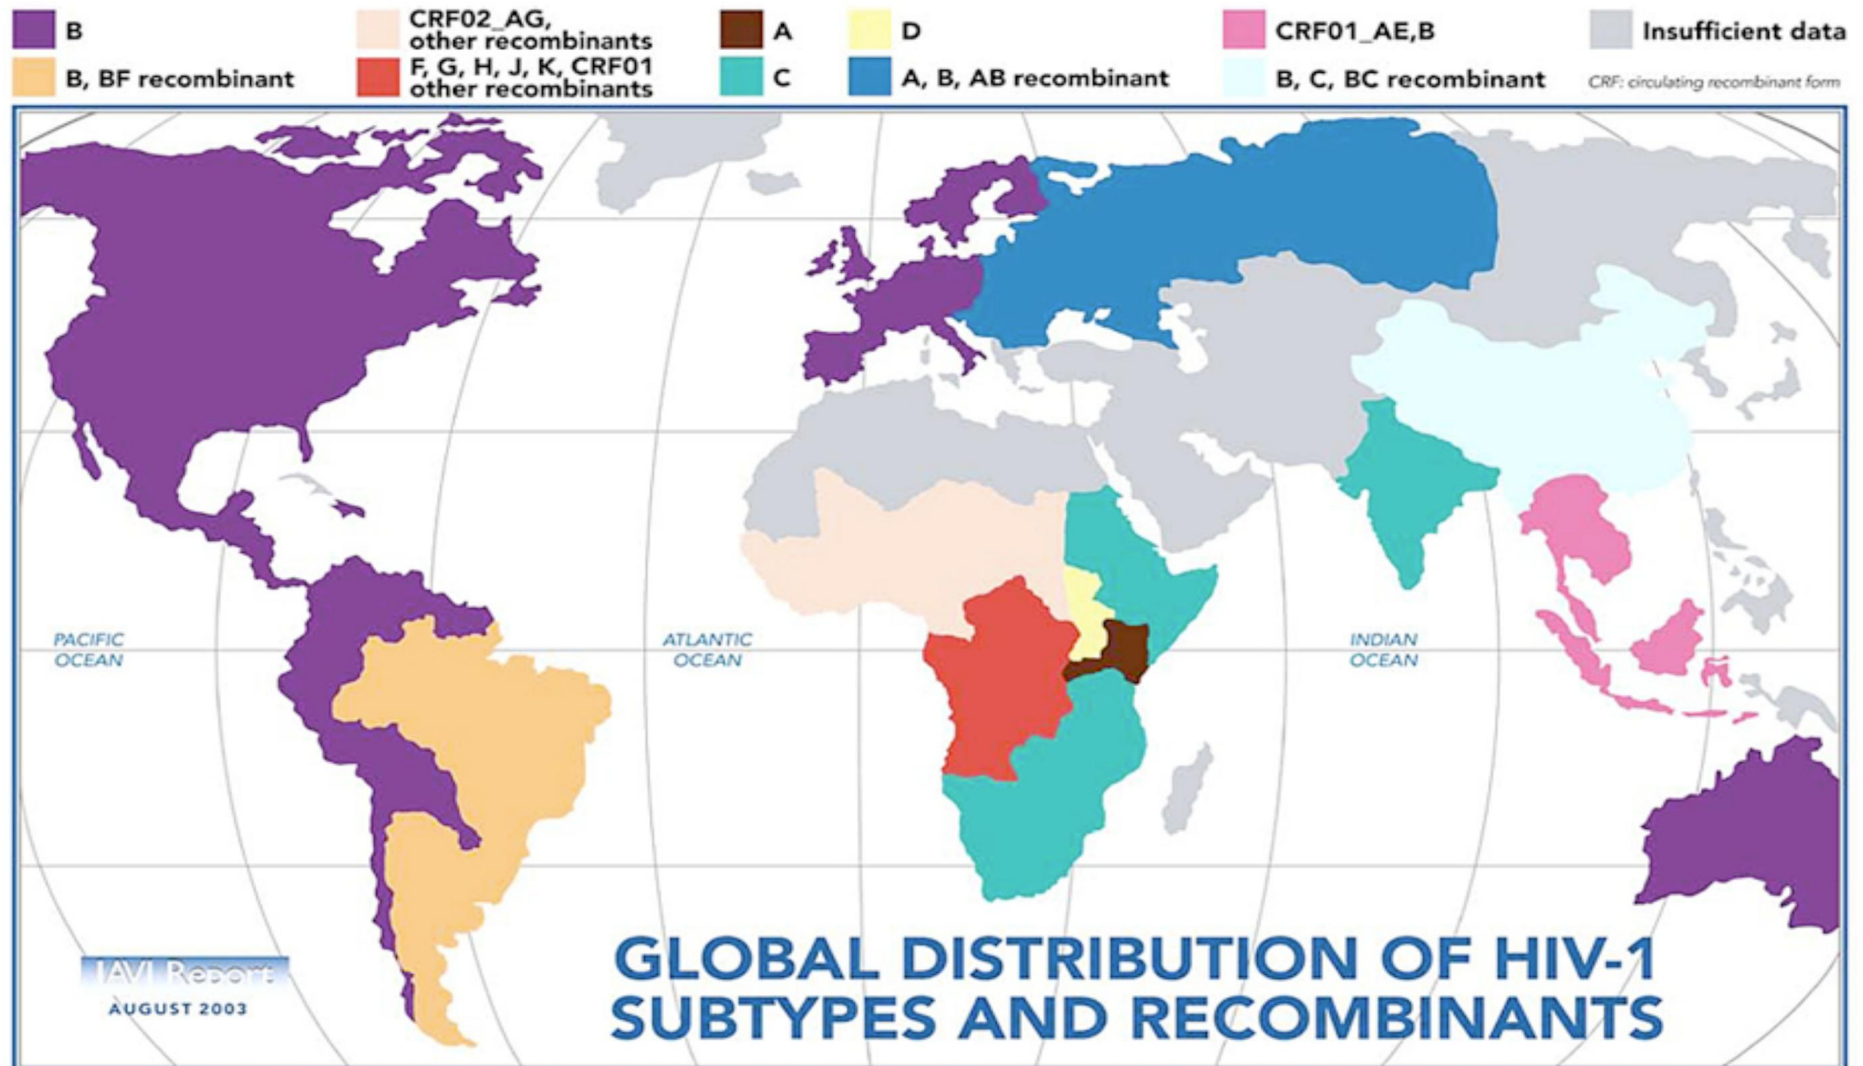 B
B, BF recombinant
CRF02_AG,
other recombinants
F, G, H, J, K, CRF01
other recombinants
A
C
D
A, B, AB recombinant
CRF01_AE,B
B, C, BC recombinant
Insufficient data
CRF: circulating recombinant form
PACIFIC
OCEAN
ATLANTIC
OCEAN
INDIAN
OCEAN
IAVI Report
AUGUST 2003
GLOBAL DISTRIBUTION OF HIV-1
SUBTYPES AND RECOMBINANTS